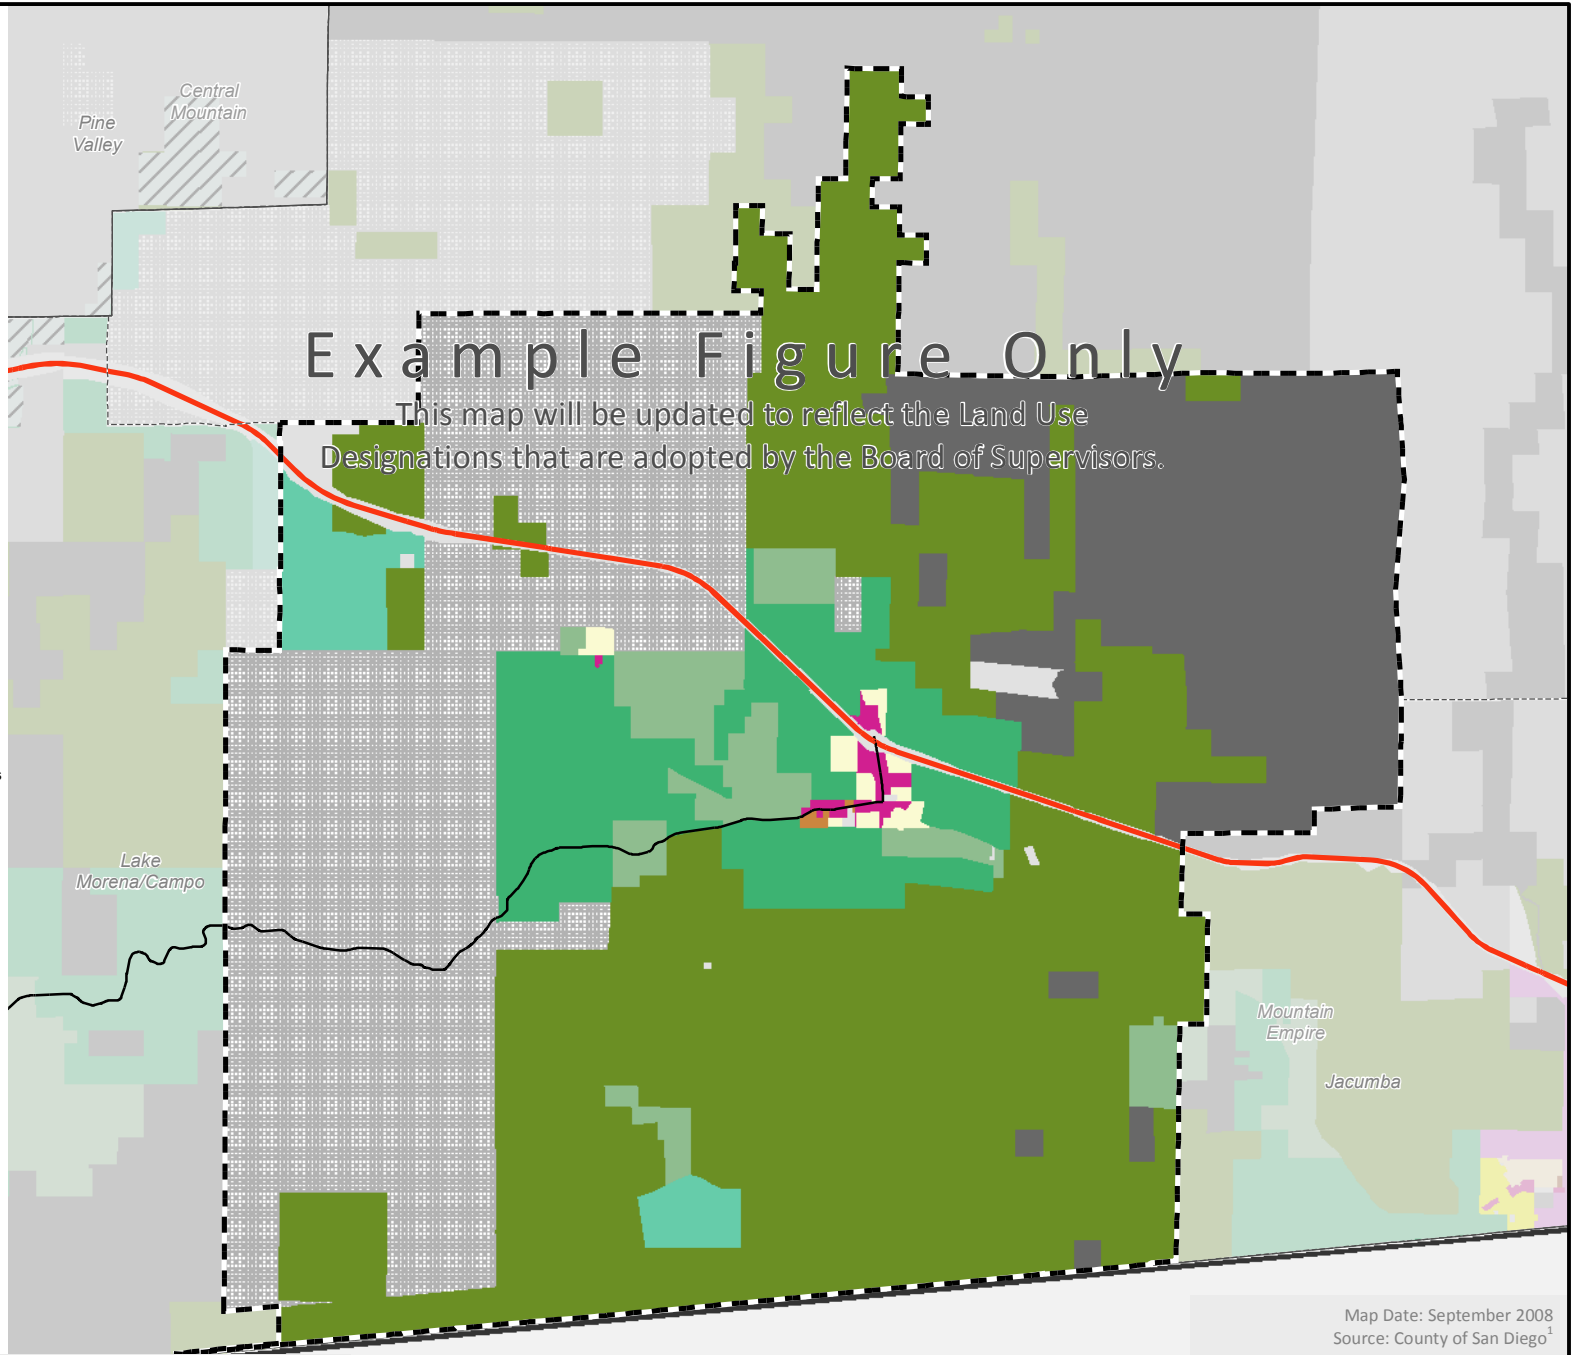 Central
Mountain
Pine
Valley
Example Figure Only
This map will be updated to reflect the Land Use
Designations that are adopted by the Board of Supervisors.
Lake
Morena/Campo
Mountain
Empire
Jacumba
Map Date: September 2008
Source: County of San Diego1